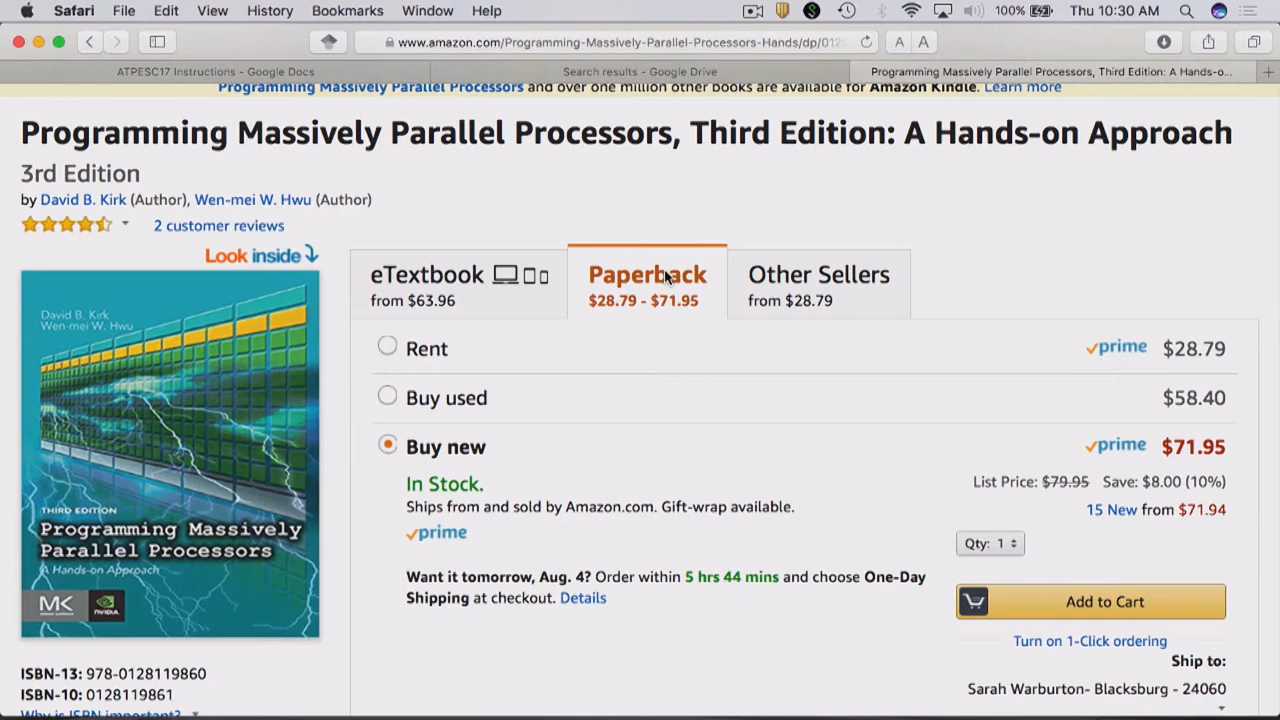 Safari File Edit View History Bookmarks Window Help 100% Thu 10:30 AM
www.amazon.com/Programming-Massively-Parallel-Processors-Hands/dp/012 A A
ATPESC17 Instructions - Google Docs Search results - Google Drive Programming Massively Parallel Processors, Third Edition: A Hands-o...
Programming Massively Parallel Processors and over one million other books are available for Amazon Kindle. Learn more
Programming Massively Parallel Processors, Third Edition: A Hands-on Approach
3rd Edition
by David B. Kirk (Author), Wen-mei W. Hwu (Author)
2 customer reviews
Look inside
David B. Kirk
Wen-mei W. Hwu
THIRD EDITION
Programming Massively
Parallel Processors
A Hands-on Approach
MK NVIDIA
ISBN-13: 978-0128119860
ISBN-10: 0128119861
Why is ISBN important?
eTextbook
from $63.96
Paperback
$28.79 - $71.95
Other Sellers
from $28.79
Rent prime $28.79
Buy used $58.40
Buy new prime $71.95
In Stock. List Price: $79.95 Save: $8.00 (10%)
Ships from and sold by Amazon.com. Gift-wrap available. 15 New from $71.94
prime
Qty: 1
Want it tomorrow, Aug. 4? Order within 5 hrs 44 mins and choose One-Day
Shipping at checkout. Details
Add to Cart
Turn on 1-Click ordering
Ship to:
Sarah Warburton- Blacksburg - 24060